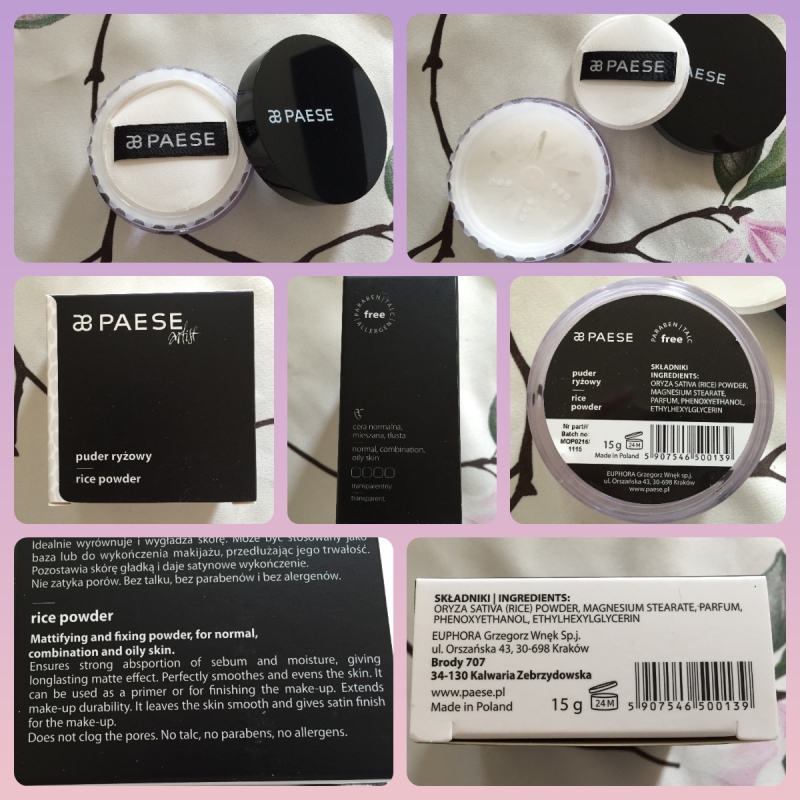 PAESE
PAESE
PAESE
AESE
PAESE
artist
puder ryżowy
rice powder
PARABEN | TALC | ALLERGEN
free
cera normalna,
mieszana, tłusta
normal, combination,
oily skin
transparentny
transparent
PAESE
PARABEN | TALC
free
puder
ryżowy
rice
powder
SKŁADNIKI
INGREDIENTS:
ORYZA SATIVA (RICE) POWDER,
MAGNESIUM STEARATE,
PARFUM, PHENOXYETHANOL,
ETHYLHEXYLGLYCERIN
Nr partii/
Batch no:
MOP0216/
1115
15 g
24 M
Made in Poland
5 907546 500139
EUPHORA Grzegorz Wnęk sp.j.
ul. Orszańska 43, 30-698 Kraków
www.paese.pl
Idealnie wyrównuje i wygładza skórę. Może być stosowany jako
baza lub do wykończenia makijażu, przedłużając jego trwałość.
Pozostawia skórę gładką i daje satynowe wykończenie.
Nie zatyka porów. Bez talku, bez parabenów i bez alergenów.
rice powder
Mattifying and fixing powder, for normal,
combination and oily skin.
Ensures strong absportion of sebum and moisture, giving
longlasting matte effect. Perfectly smoothes and evens the skin. It
can be used as a primer or for finishing the make-up. Extends
make-up durability. It leaves the skin smooth and gives satin finish
for the make-up.
Does not clog the pores. No talc, no parabens, no allergens.
SKŁADNIKI | INGREDIENTS:
ORYZA SATIVA (RICE) POWDER, MAGNESIUM STEARATE, PARFUM,
PHENOXYETHANOL, ETHYLHEXYLGLYCERIN
EUPHORA Grzegorz Wnęk Sp.j.
ul. Orszańska 43, 30-698 Kraków
Brody 707
34-130 Kalwaria Zebrzydowska
www.paese.pl
Made in Poland
15 g
24 M
5 907546 500139